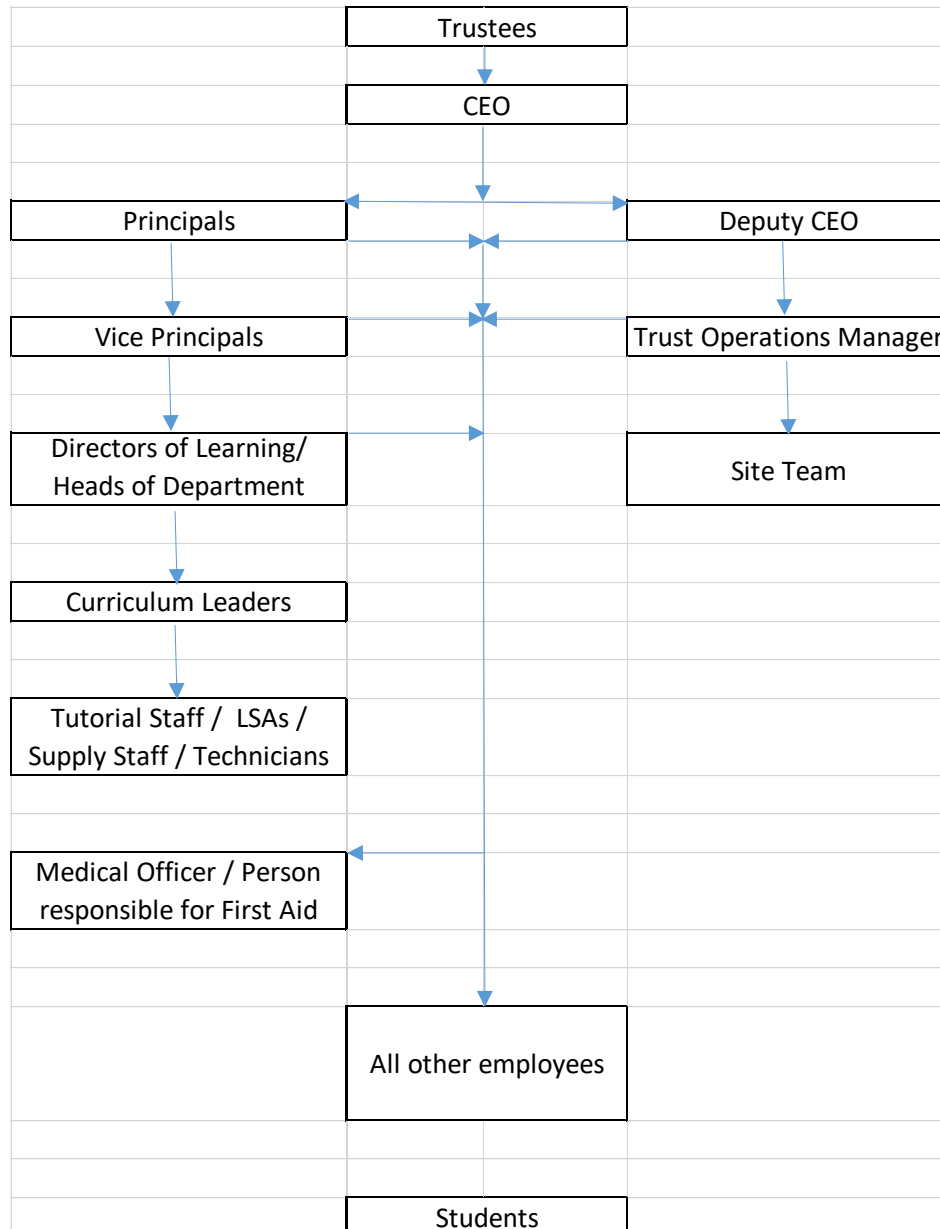 Trustees
CEO
Principals
Deputy CEO
Vice Principals
Trust Operations Manager
Directors of Learning/
Heads of Department
Site Team
Curriculum Leaders
Tutorial Staff / LSAs /
Supply Staff / Technicians
Medical Officer / Person
responsible for First Aid
All other employees
Students